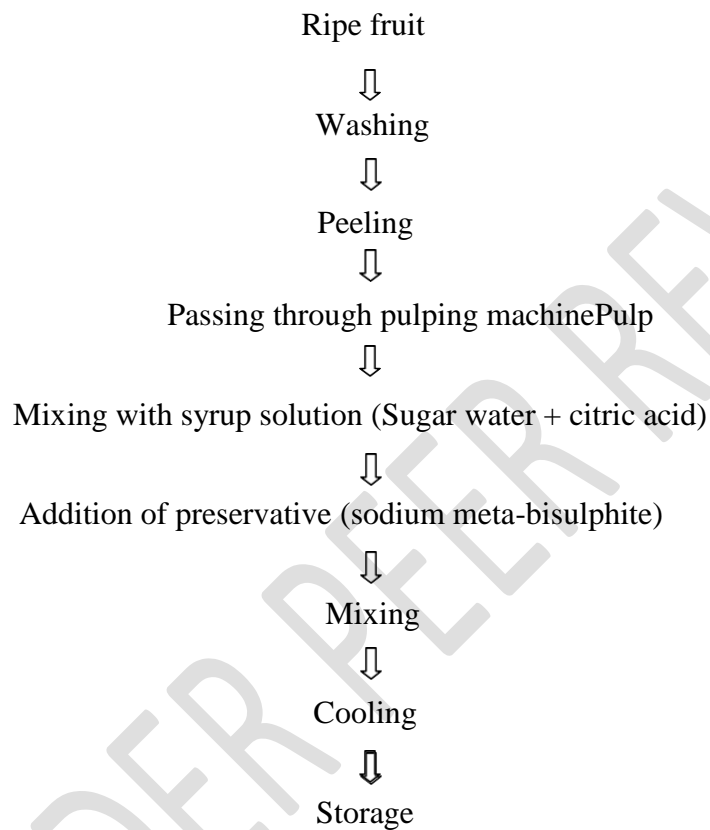 Ripe fruit
Washing
Peeling
Passing through pulping machinePulp
Mixing with syrup solution (Sugar water + citric acid)
Addition of preservative (sodium meta-bisulphite)
Mixing
Cooling
Storage